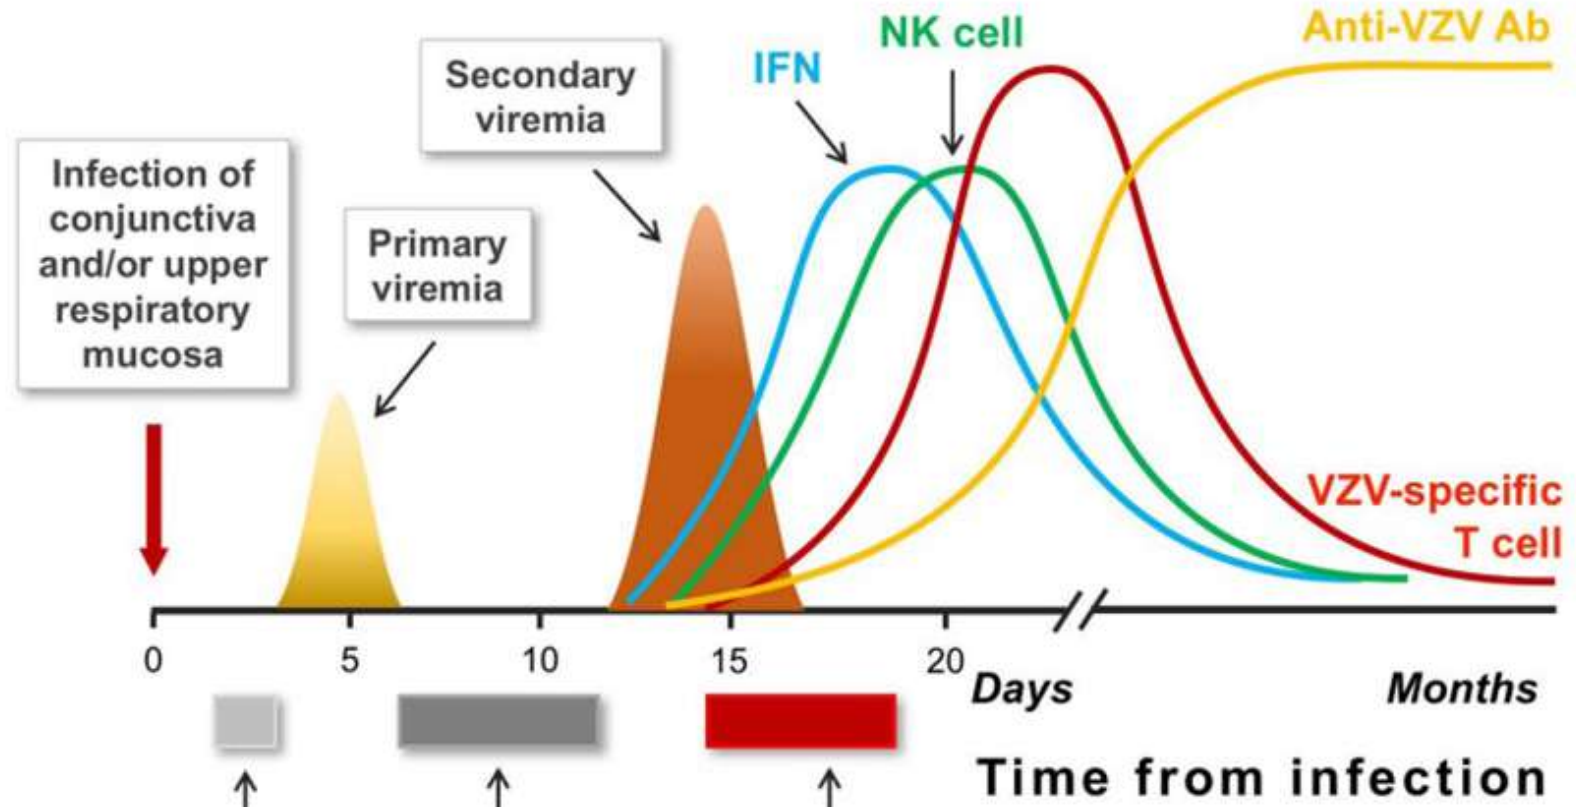 Infection of
conjunctiva
and/or upper
respiratory
mucosa
Primary
viremia
Secondary
viremia
IFN
NK cell
Anti-VZV Ab
VZV-specific
T cell
0 5 10 15 20
Days
Months
Time from infection